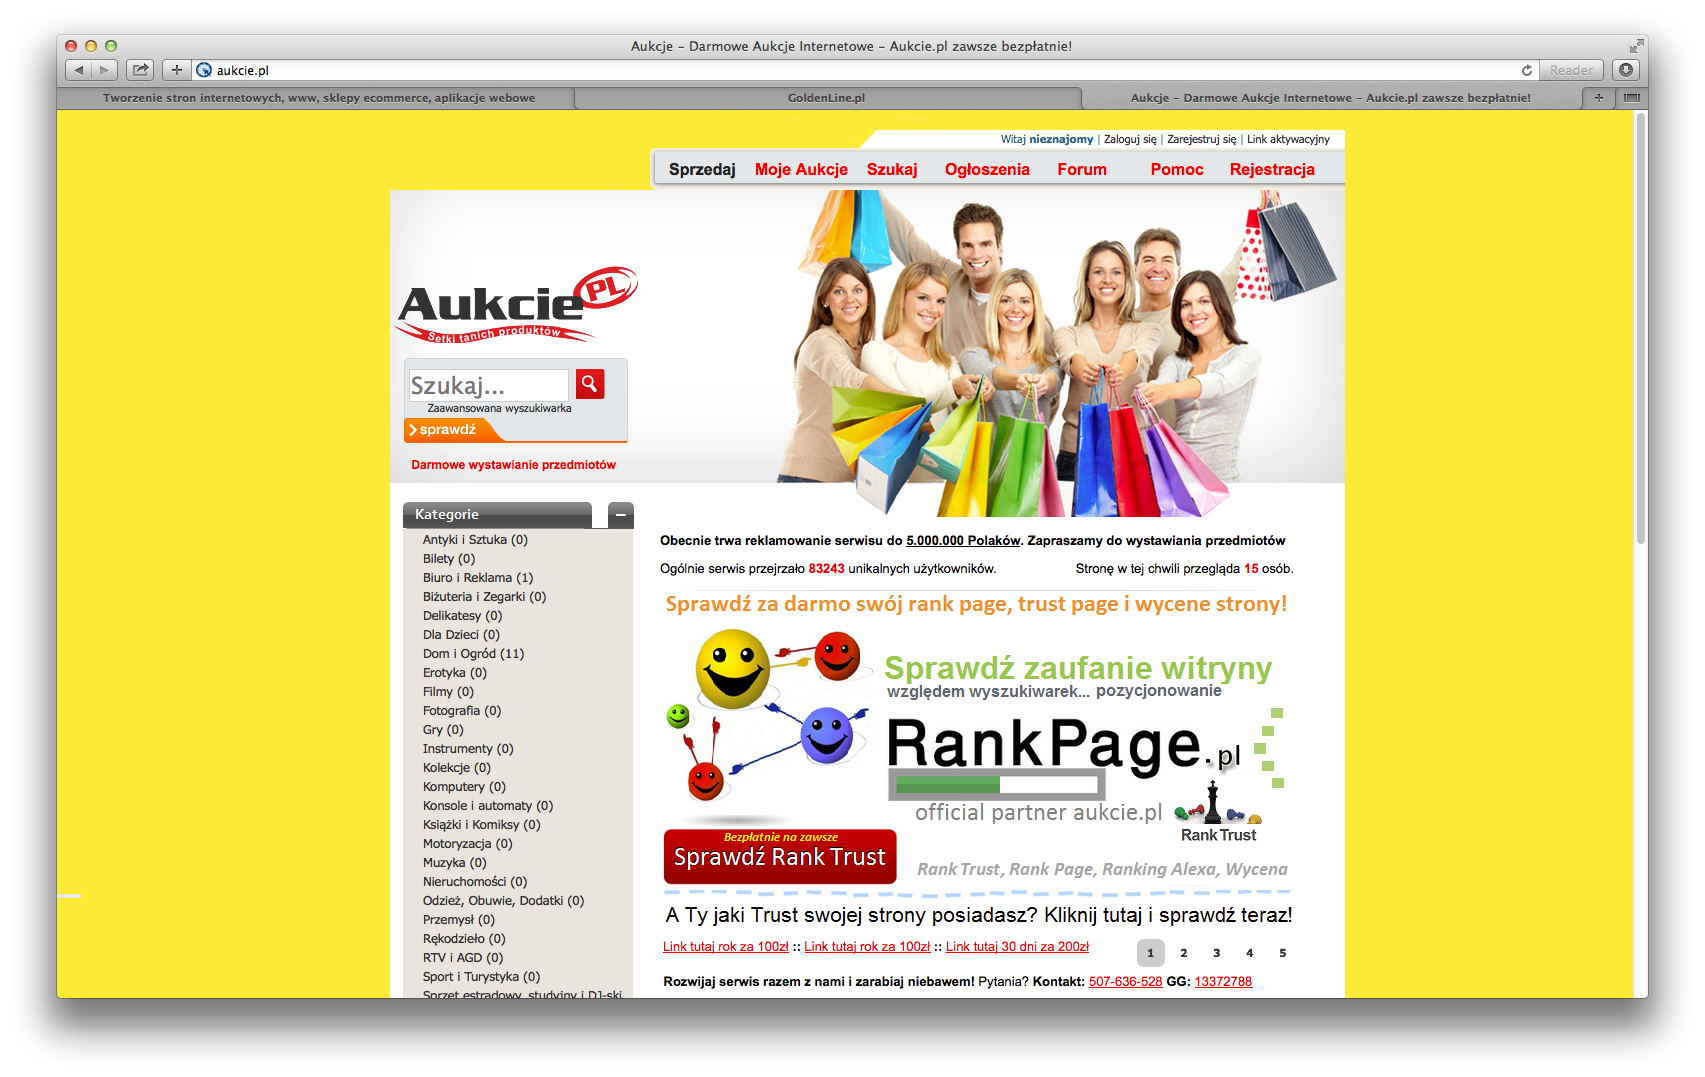 Aukcje – Darmowe Aukcje Internetowe – Aukcie.pl zawsze bezpłatnie!
aukcie.pl
Reader
Tworzenie stron internetowych, www, sklepy ecommerce, aplikacje webowe
GoldenLine.pl
Aukcje – Darmowe Aukcje Internetowe – Aukcie.pl zawsze bezpłatnie!
Witaj nieznajomy | Zaloguj się | Zarejestruj się | Link aktywacyjny
Sprzedaj Moje Aukcje Szukaj Ogłoszenia Forum Pomoc Rejestracja
Aukcie PL
Setki tanich produktów
Szukaj...
Zaawansowana wyszukiwarka
sprawdź
Darmowe wystawianie przedmiotów
Kategorie
Antyki i Sztuka (0)
Bilety (0)
Biuro i Reklama (1)
Biżuteria i Zegarki (0)
Delikatesy (0)
Dla Dzieci (0)
Dom i Ogród (11)
Erotyka (0)
Filmy (0)
Fotografia (0)
Gry (0)
Instrumenty (0)
Kolekcje (0)
Komputery (0)
Konsole i automaty (0)
Książki i Komiksy (0)
Motoryzacja (0)
Muzyka (0)
Nieruchomości (0)
Odzież, Obuwie, Dodatki (0)
Przemysł (0)
Rękodzieło (0)
RTV i AGD (0)
Sport i Turystyka (0)
Sprzęt estradowy, studyjny i DJ-ski
Obecnie trwa reklamowanie serwisu do 5.000.000 Polaków. Zapraszamy do wystawiania przedmiotów
Ogólnie serwis przejrzało 83243 unikalnych użytkowników. Stronę w tej chwili przegląda 15 osób.
Sprawdź za darmo swój rank page, trust page i wycene strony!
Sprawdź zaufanie witryny
względem wyszukiwarek... pozycjonowanie
RankPage.pl
official partner aukcie.pl
Rank Trust
Bezpłatnie na zawsze
Sprawdź Rank Trust
Rank Trust, Rank Page, Ranking Alexa, Wycena
A Ty jaki Trust swojej strony posiadasz? Kliknij tutaj i sprawdź teraz!
Link tutaj rok za 100zł :: Link tutaj rok za 100zł :: Link tutaj 30 dni za 200zł
1 2 3 4 5
Rozwijaj serwis razem z nami i zarabiaj niebawem! Pytania? Kontakt: 507-636-528 GG: 13372788